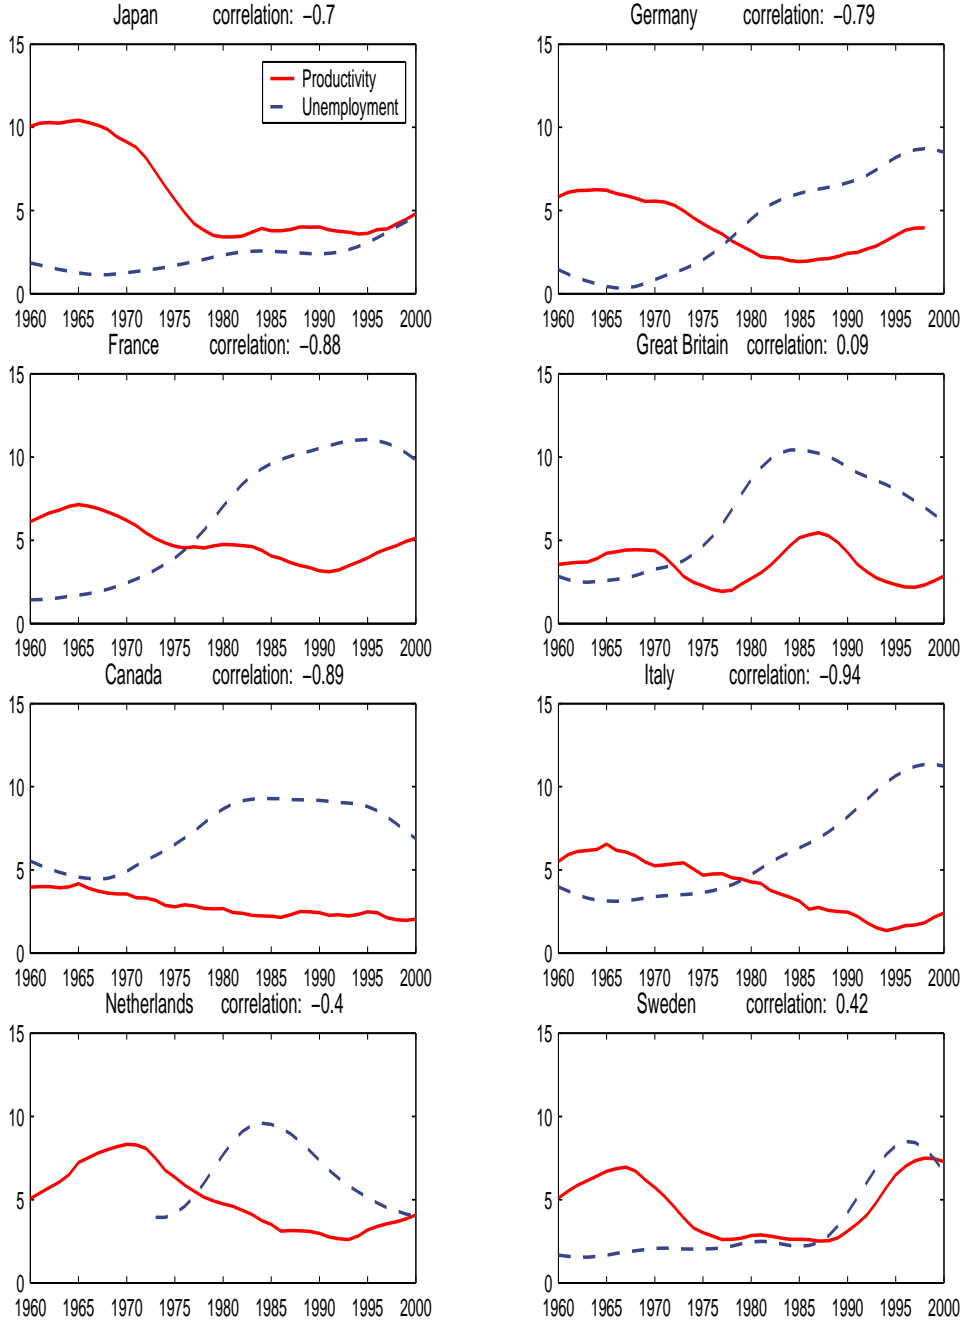 Japan correlation: −0.7
15
10
5
0
Productivity
Unemployment
1960 1965 1970 1975 1980 1985 1990 1995 2000
Germany correlation: −0.79
15
10
5
0
1960 1965 1970 1975 1980 1985 1990 1995 2000
France correlation: −0.88
15
10
5
0
1960 1965 1970 1975 1980 1985 1990 1995 2000
Great Britain correlation: 0.09
15
10
5
0
1960 1965 1970 1975 1980 1985 1990 1995 2000
Canada correlation: −0.89
15
10
5
0
1960 1965 1970 1975 1980 1985 1990 1995 2000
Italy correlation: −0.94
15
10
5
0
1960 1965 1970 1975 1980 1985 1990 1995 2000
Netherlands correlation: −0.4
15
10
5
0
1960 1965 1970 1975 1980 1985 1990 1995 2000
Sweden correlation: 0.42
15
10
5
0
1960 1965 1970 1975 1980 1985 1990 1995 2000